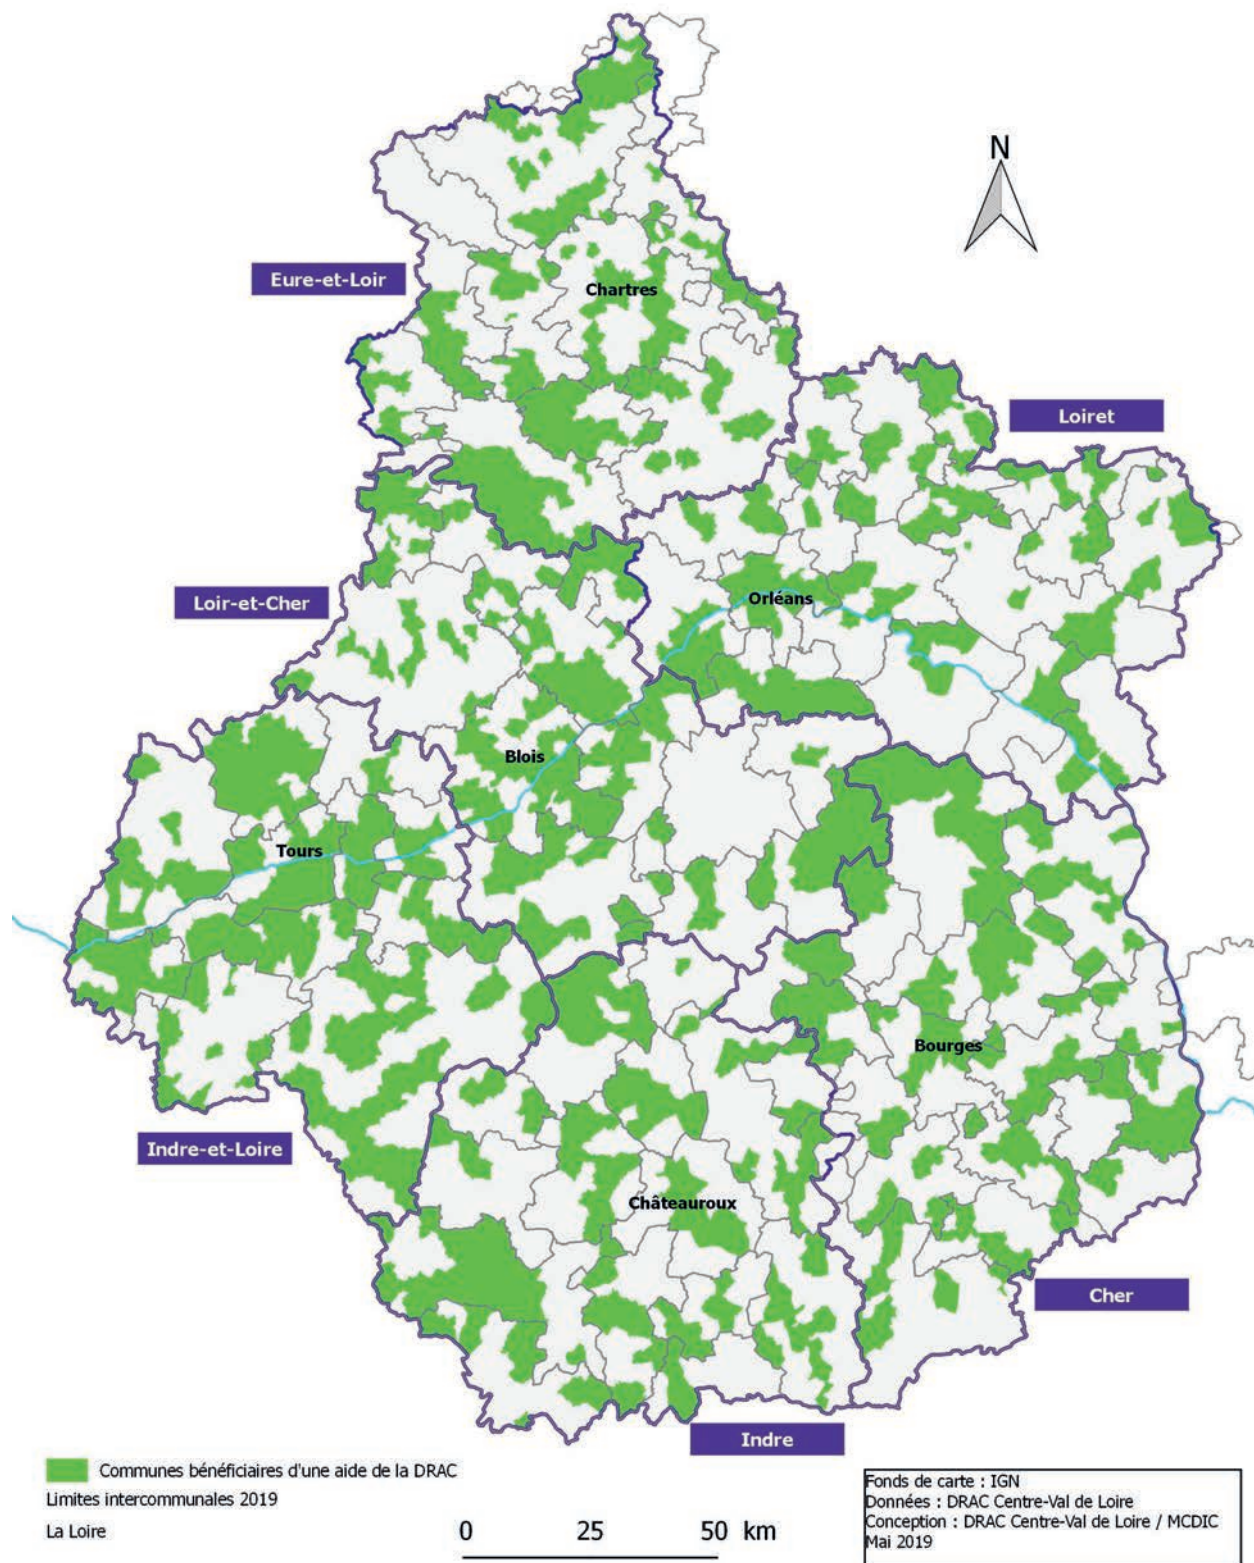 N
Eure-et-Loir
Chartres
Loiret
Loir-et-Cher
Orléans
Blois
Tours
Bourges
Indre-et-Loire
Châteauroux
Cher
Indre
Communes bénéficiaires d'une aide de la DRAC
Limites intercommunales 2019
La Loire
0 25 50 km
Fonds de carte : IGN
Données : DRAC Centre-Val de Loire
Conception : DRAC Centre-Val de Loire / MCDIC
Mai 2019